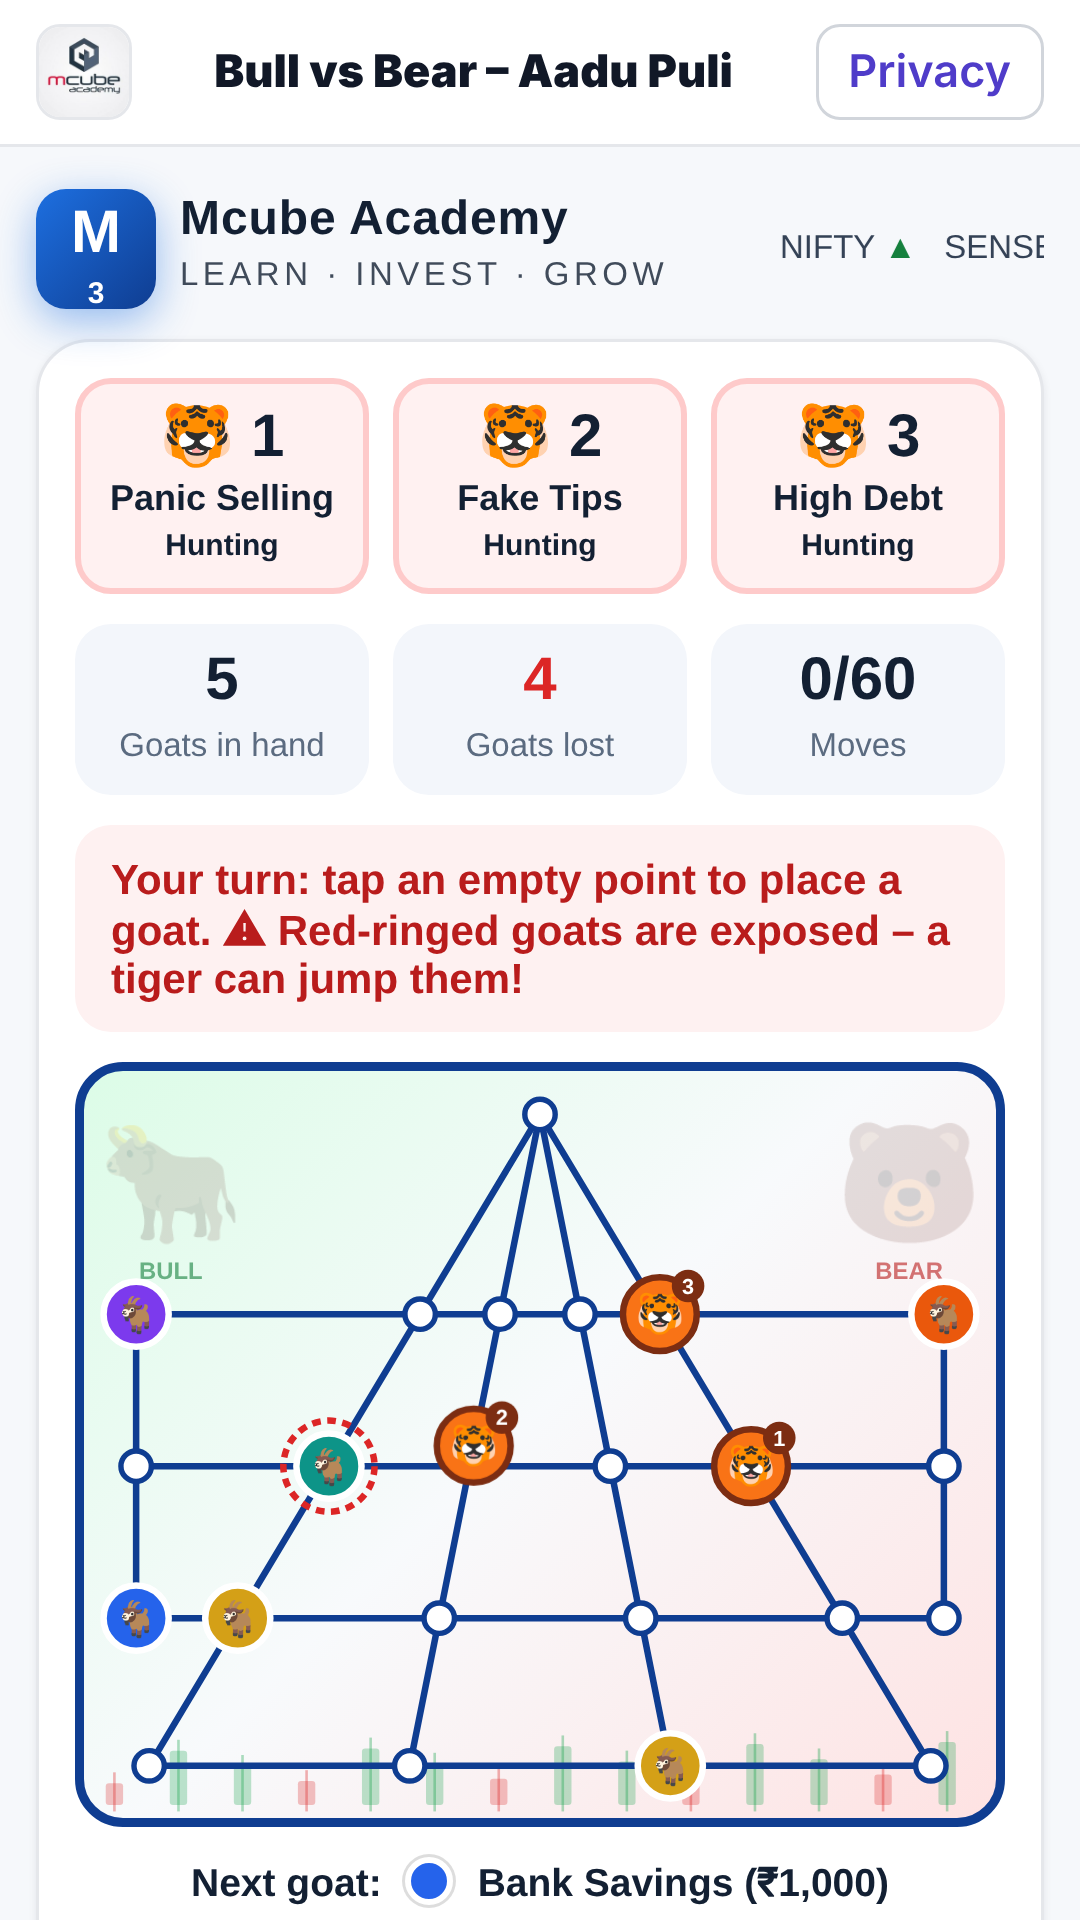 mcube
academy
Bull vs Bear – Aadu Puli
Privacy
M
3
Mcube Academy
LEARN · INVEST · GROW
NIFTY ▲ SENSE
🐯 1
Panic Selling
Hunting
🐯 2
Fake Tips
Hunting
🐯 3
High Debt
Hunting
5
Goats in hand
4
Goats lost
0/60
Moves
Your turn: tap an empty point to place a
goat. ⚠ Red-ringed goats are exposed – a
tiger can jump them!
BULL
BEAR
3
2
1
Next goat: Bank Savings (₹1,000)